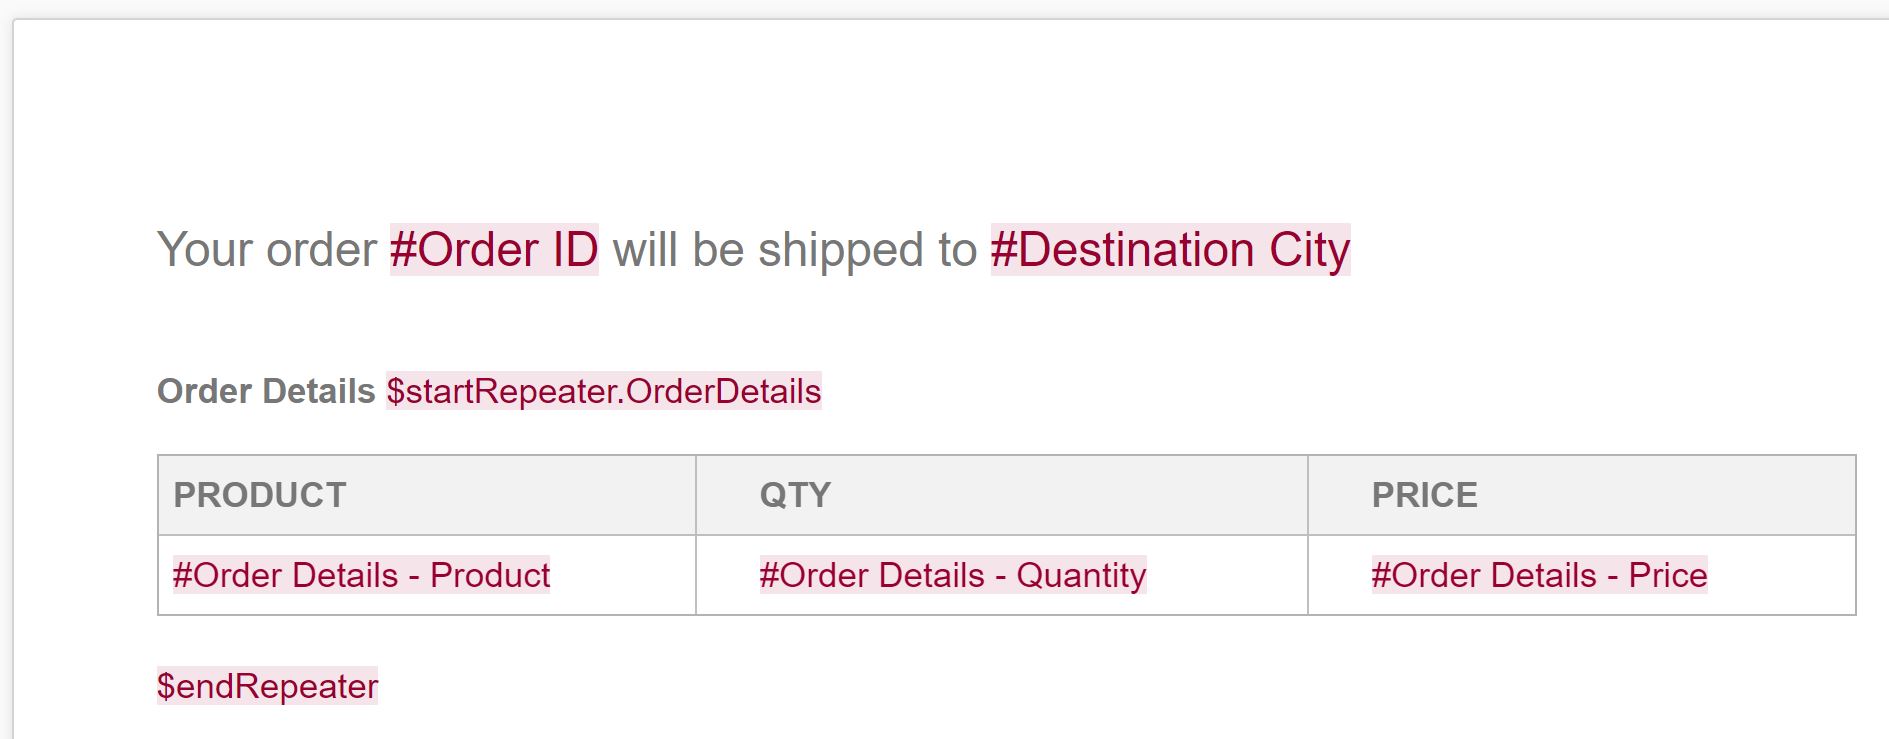 Your order #Order ID will be shipped to #Destination City
Order Details $startRepeater.OrderDetails
PRODUCT QTY PRICE
#Order Details - Product #Order Details - Quantity #Order Details - Price
$endRepeater